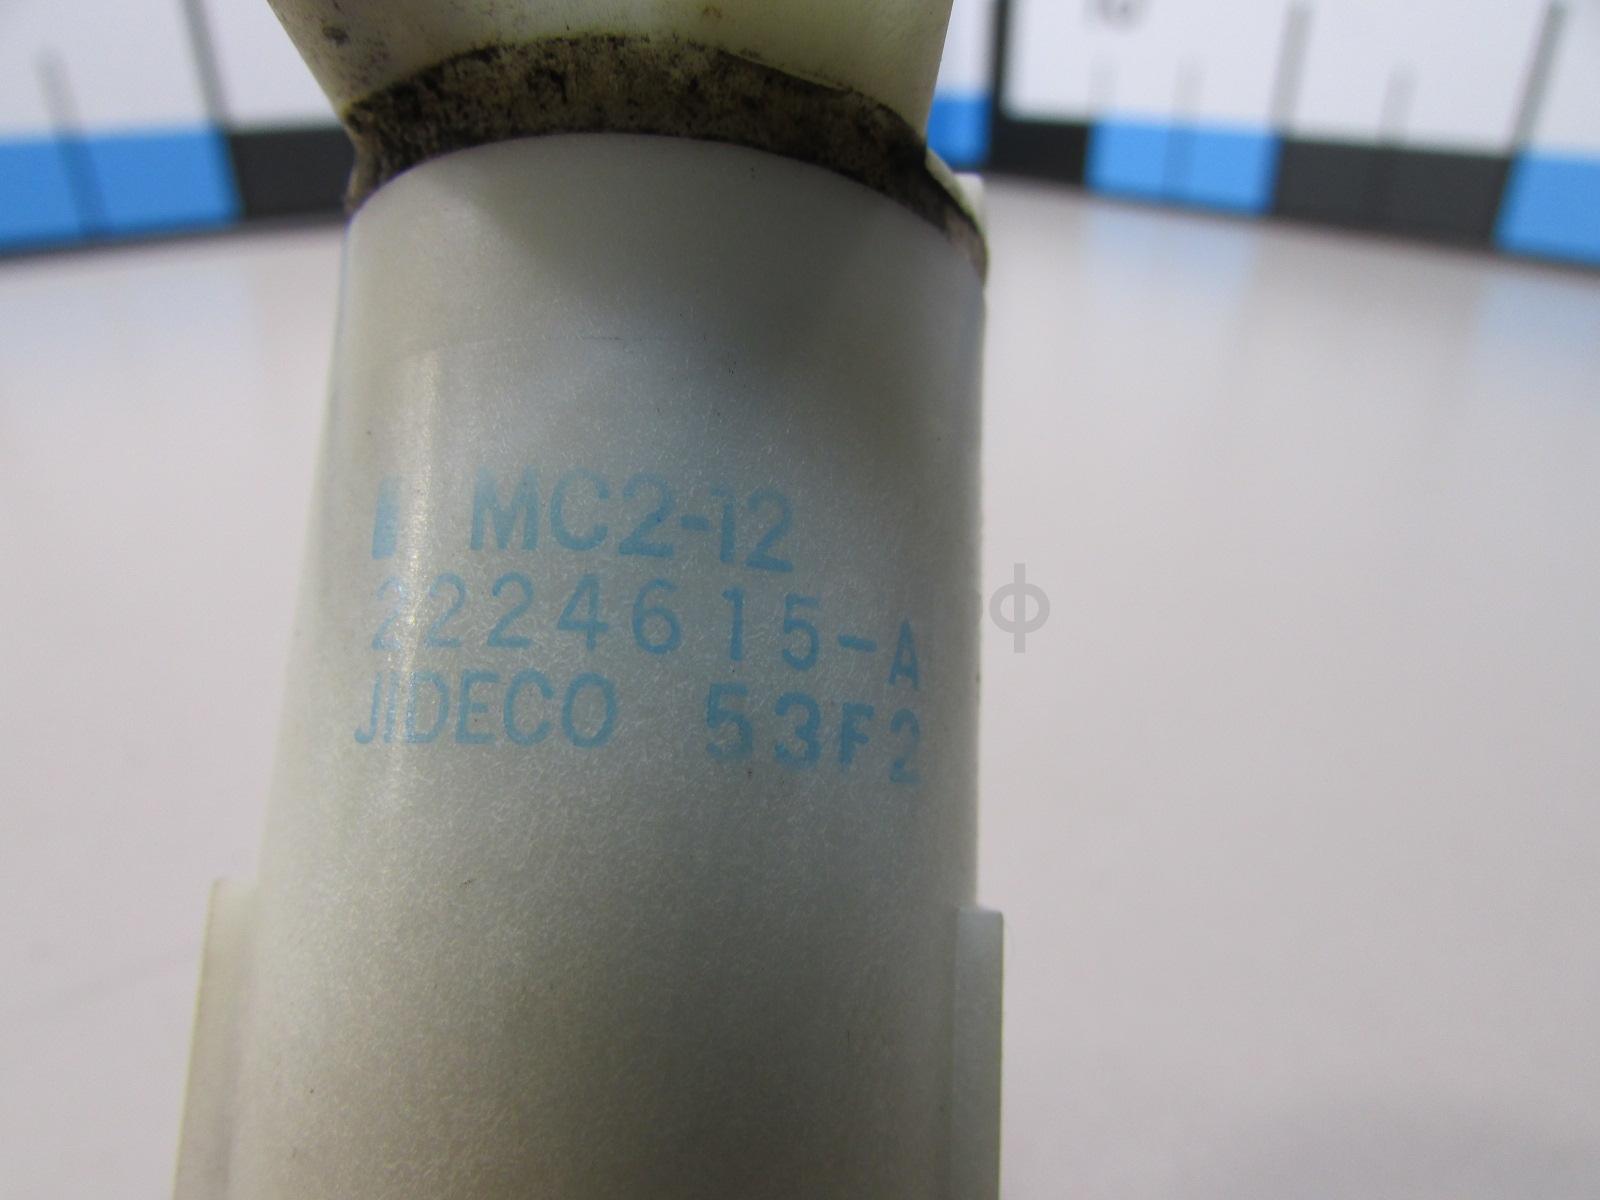 MC2-12
2224615-A
JIDECO 53F2
ф